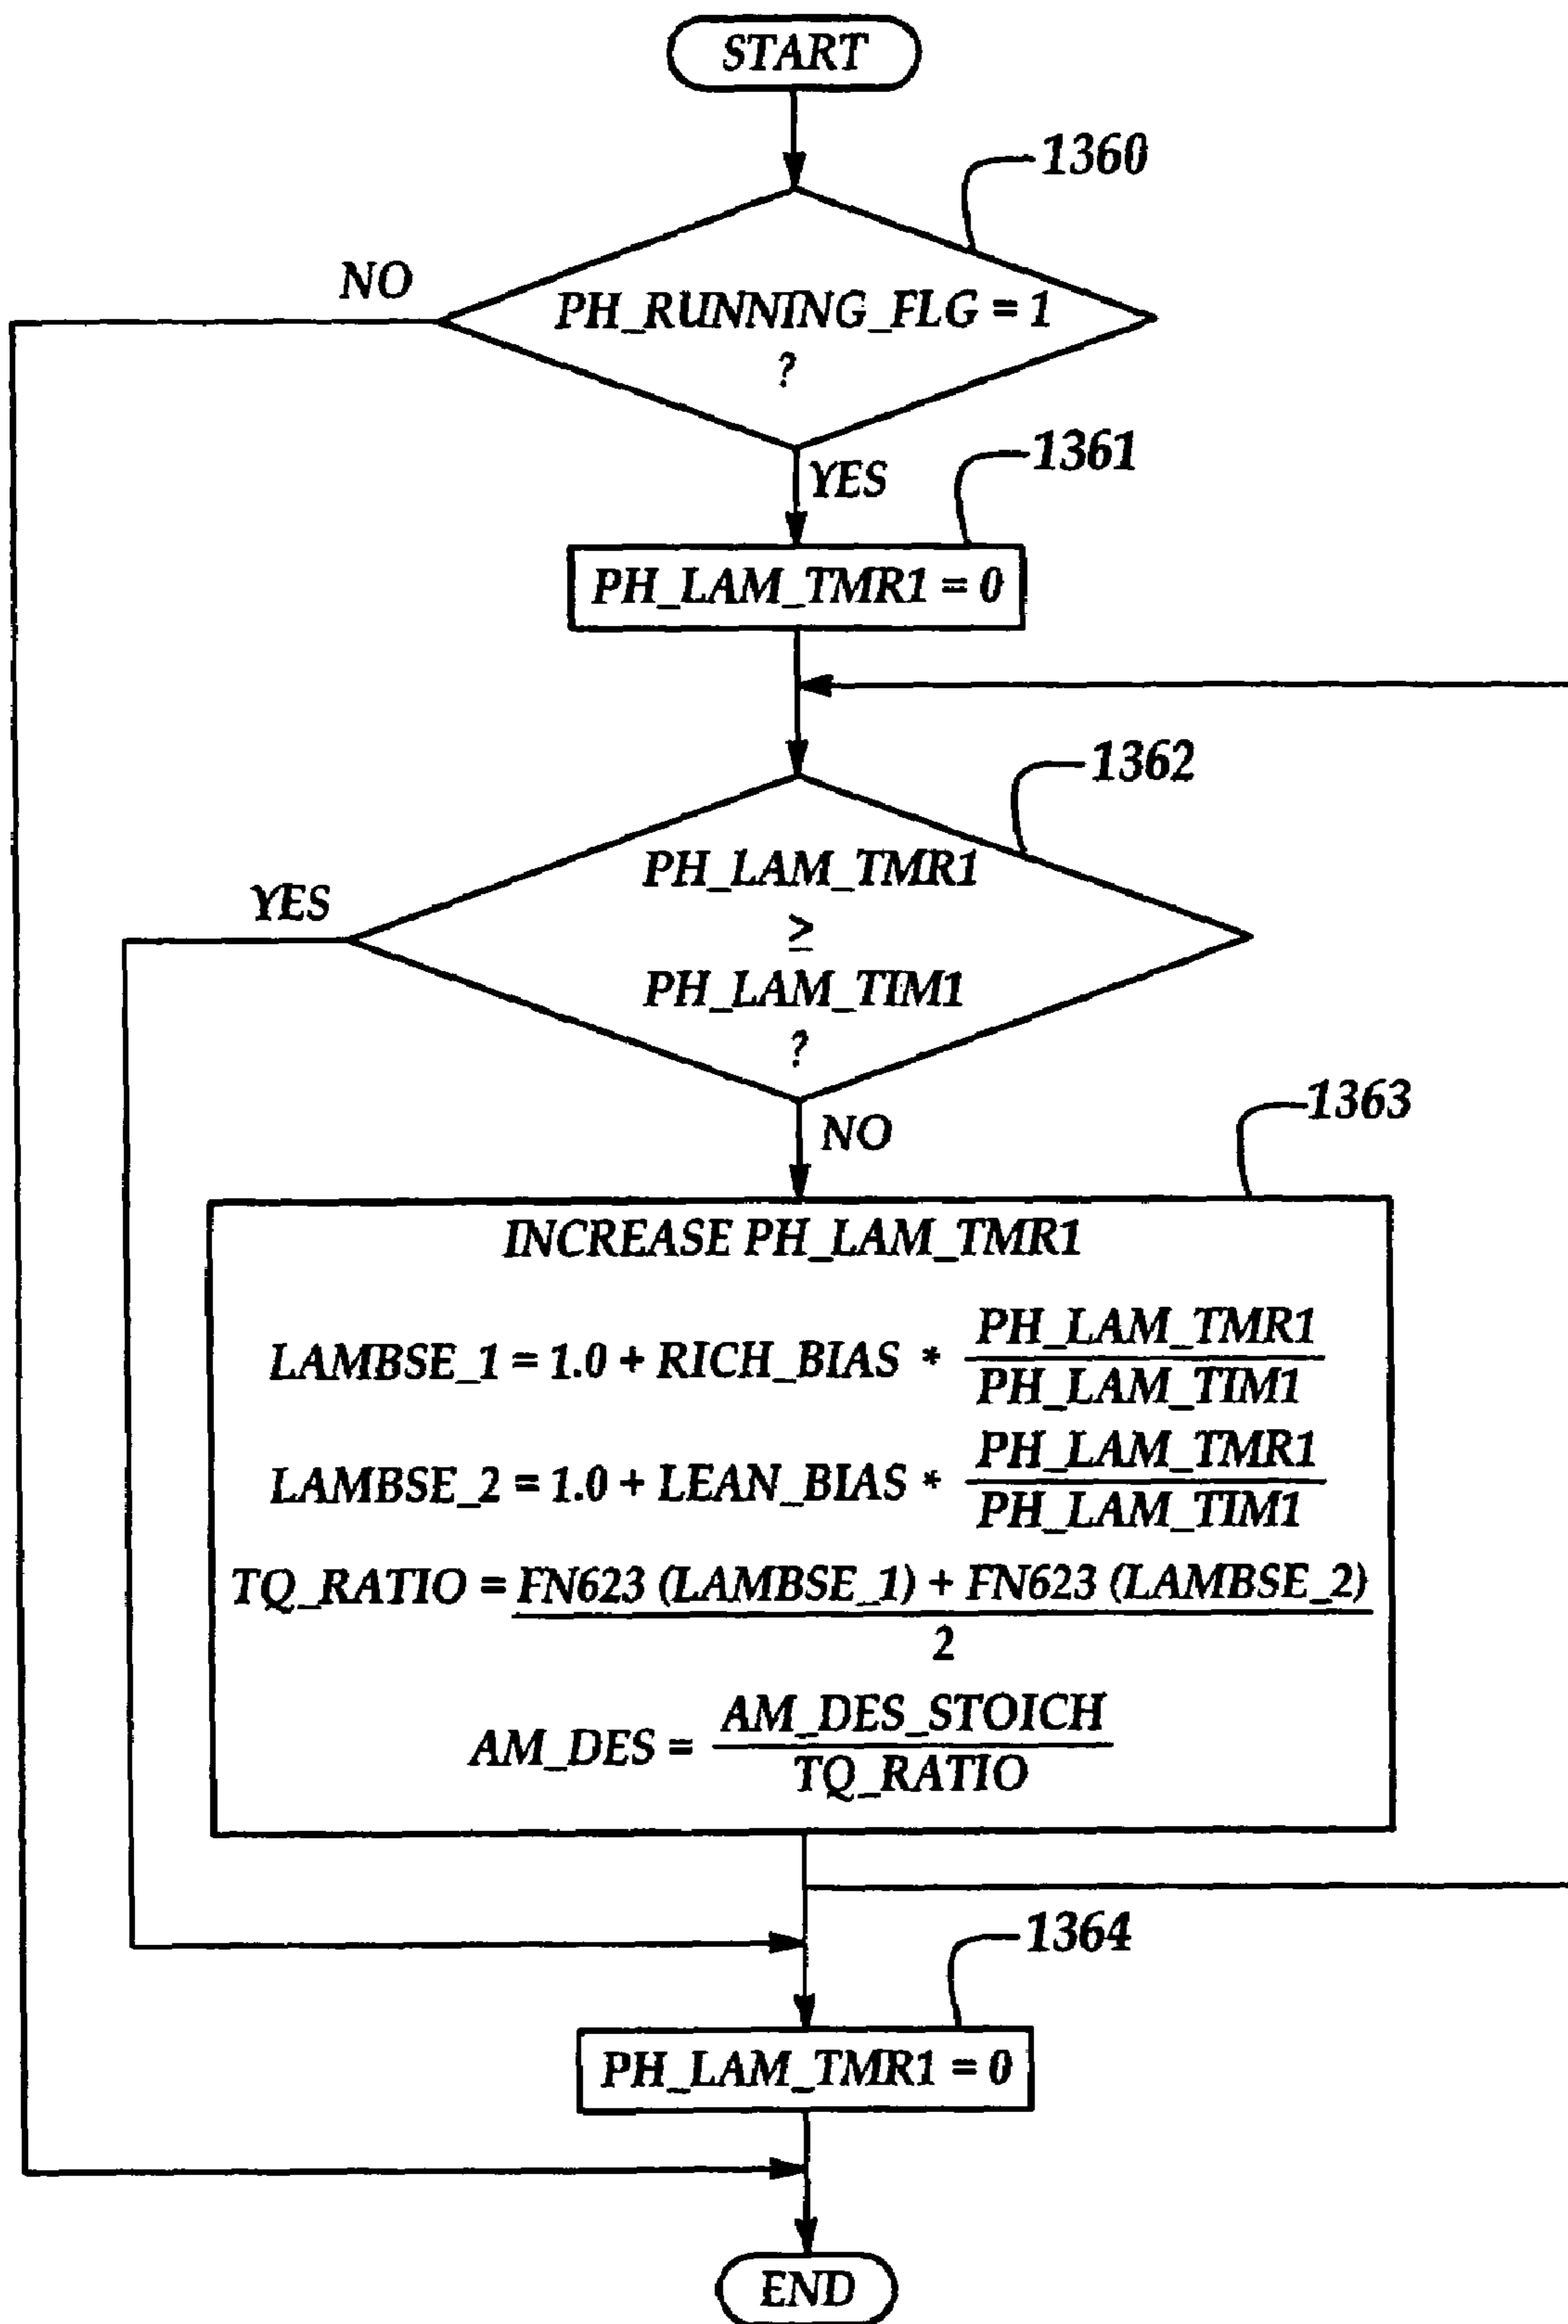 START
1360
NO
PH_RUNNING_FLG = 1
?
1361
YES
PH_LAM_TMR1 = 0
1362
PH_LAM_TMR1
YES
≥
PH_LAM_TIM1
?
1363
NO
INCREASE PH_LAM_TMR1
PH_LAM_TMR1
LAMBSE_1 = 1.0 + RICH_BIAS *
PH_LAM_TIM1
PH_LAM_TMR1
LAMBSE_2 = 1.0 + LEAN_BIAS *
PH_LAM_TIM1
TQ_RATIO = FN623 (LAMBSE_1) + FN623 (LAMBSE_2)
2
AM_DES_STOICH
AM_DES =
TQ_RATIO
1364
PH_LAM_TMR1 = 0
END